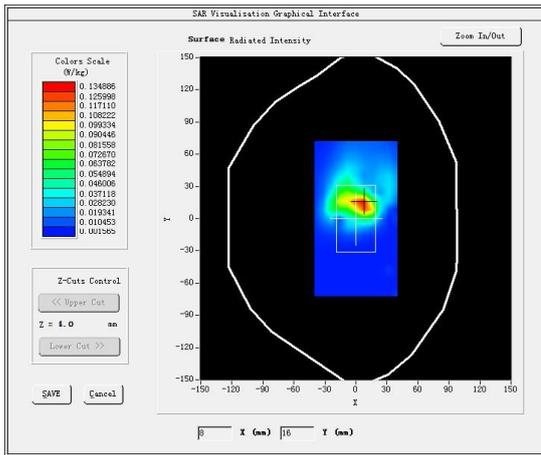 SAR Visualization Graphical Interface
Surface Radiated Intensity
Zoom In/Out
Colors Scale
(W/kg)
0.134886
0.125998
0.117110
0.108222
0.099334
0.090446
0.081558
0.072670
0.063782
0.054894
0.046006
0.037118
0.028230
0.019341
0.010453
0.001565
150
120
90
60
30
0
-30
-60
-90
-120
-150
Y
-150 -120 -90 -60 -30 0 30 60 90 120 150
X
Z-Cuts Control
<< Upper Cut
Z = 4.0 mm
Lower Cut >>
SAVE Cancel
8 X (mm) 16 Y (mm)